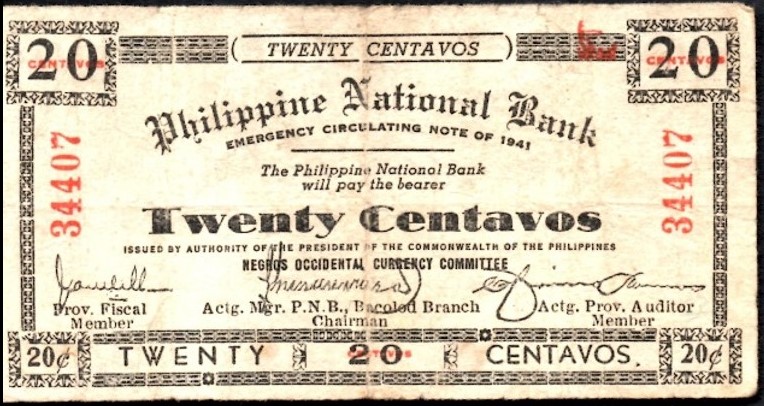 20 TWENTY CENTAVOS 20
CENTAVOS CENTAVOS
Philippine National Bank
EMERGENCY CIRCULATING NOTE OF 1941
34407 34407
The Philippine National Bank
will pay the bearer
Twenty Centavos
ISSUED BY AUTHORITY OF THE PRESIDENT OF THE COMMONWEALTH OF THE PHILIPPINES
NEGROS OCCIDENTAL CURRENCY COMMITTEE
Prov. Fiscal Actg. Mgr. P.N.B., Bacolod Branch Actg. Prov. Auditor
Member Chairman Member
20¢ TWENTY 20 CENTAVOS. 20¢
CENTAVOS